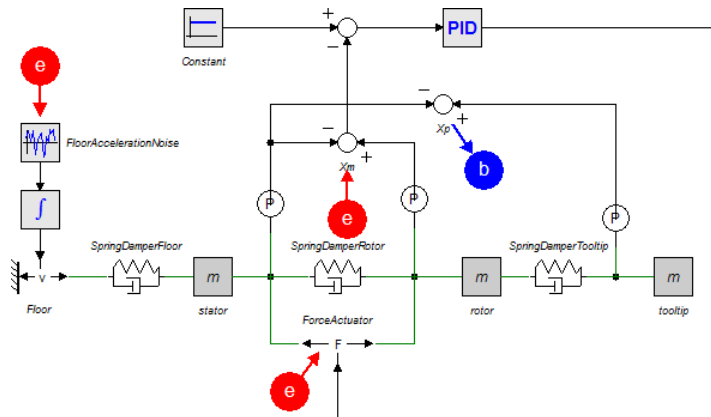 PID
Constant
e
FloorAccelerationNoise
Xp
Xm
b
∫
P
P
e
P
SpringDamperFloor
SpringDamperRotor
SpringDamperTooltip
v
m
m
m
Floor
stator
rotor
tooltip
ForceActuator
F
e